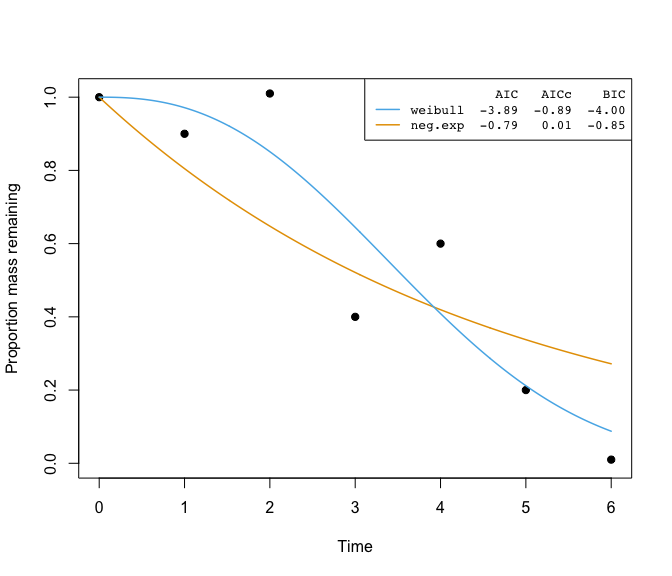 AIC AICc BIC
weibull -3.89 -0.89 -4.00
neg.exp -0.79 0.01 -0.85
Proportion mass remaining
1.0
0.8
0.6
0.4
0.2
0.0
0 1 2 3 4 5 6
Time